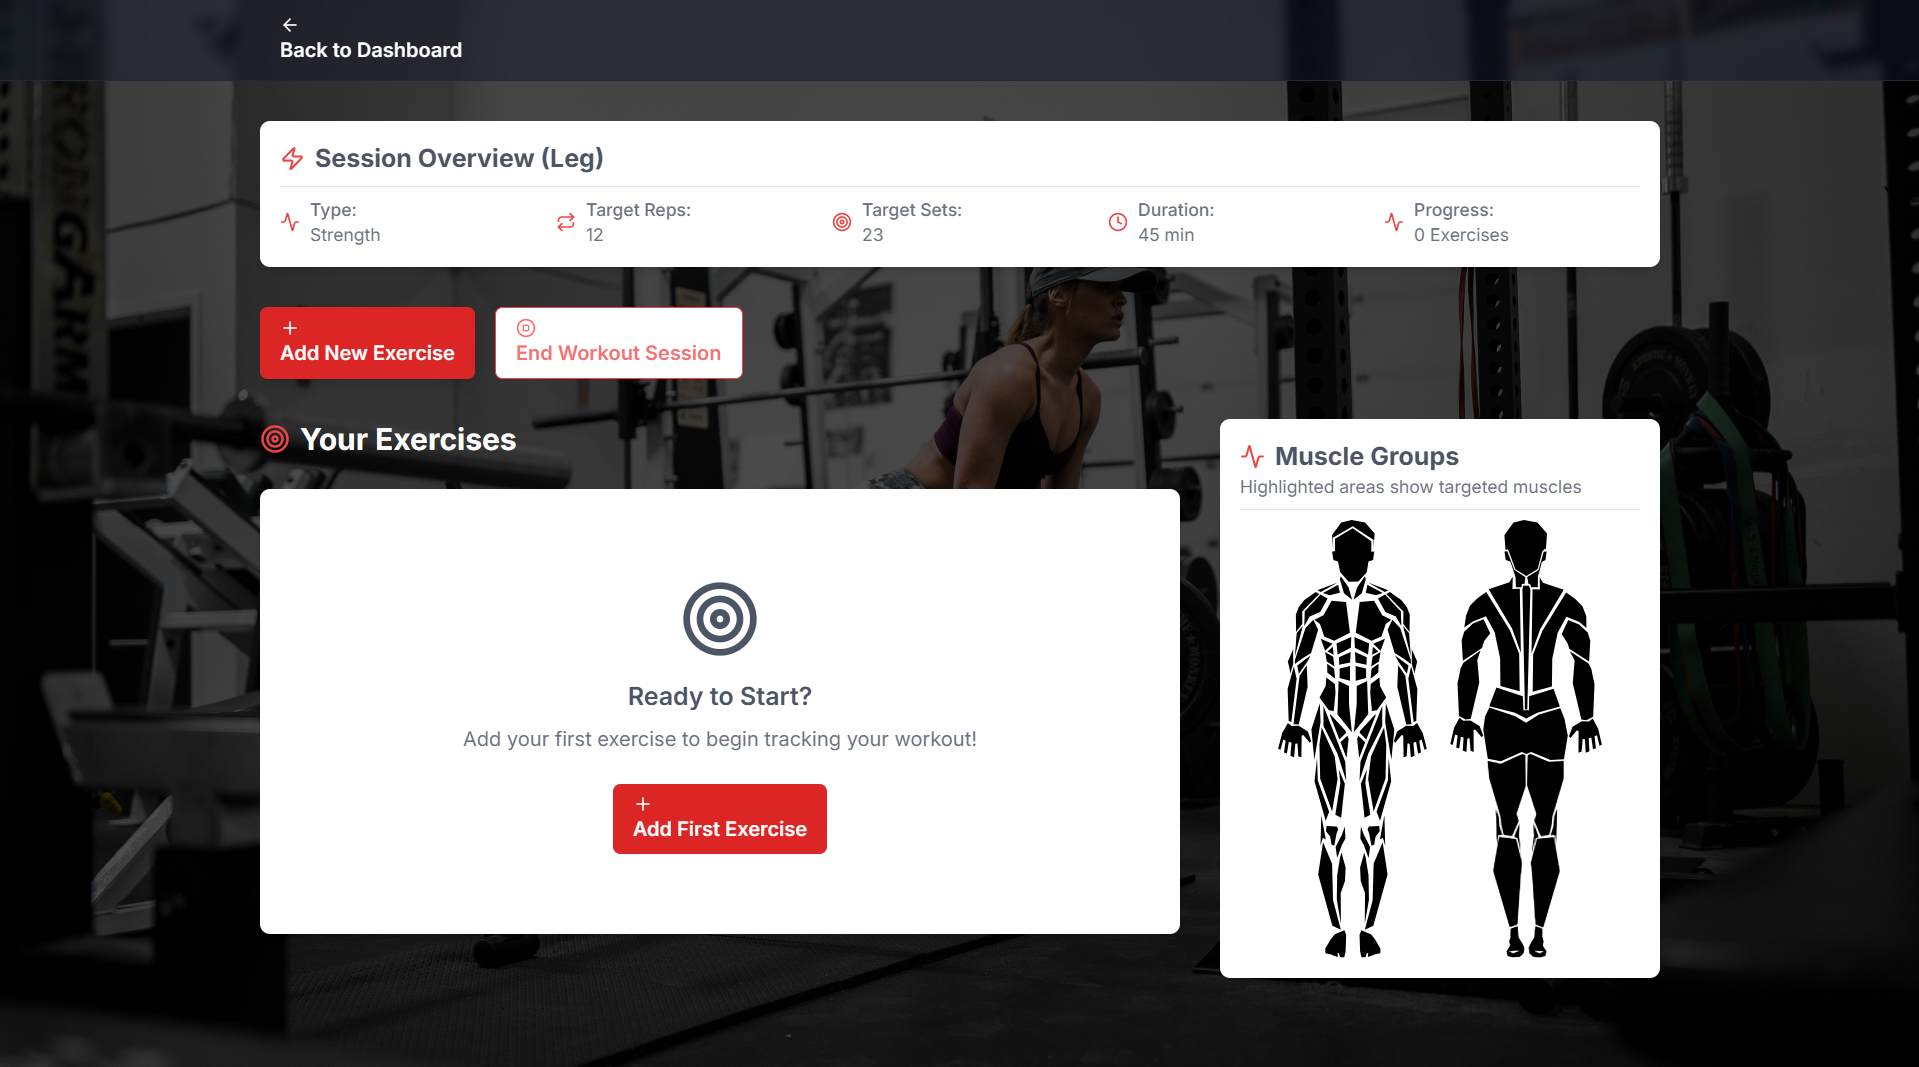 Back to Dashboard
Session Overview (Leg)
Type:
Strength
Target Reps:
12
Target Sets:
23
Duration:
45 min
Progress:
0 Exercises
Add New Exercise
End Workout Session
Your Exercises
Muscle Groups
Highlighted areas show targeted muscles
Ready to Start?
Add your first exercise to begin tracking your workout!
Add First Exercise